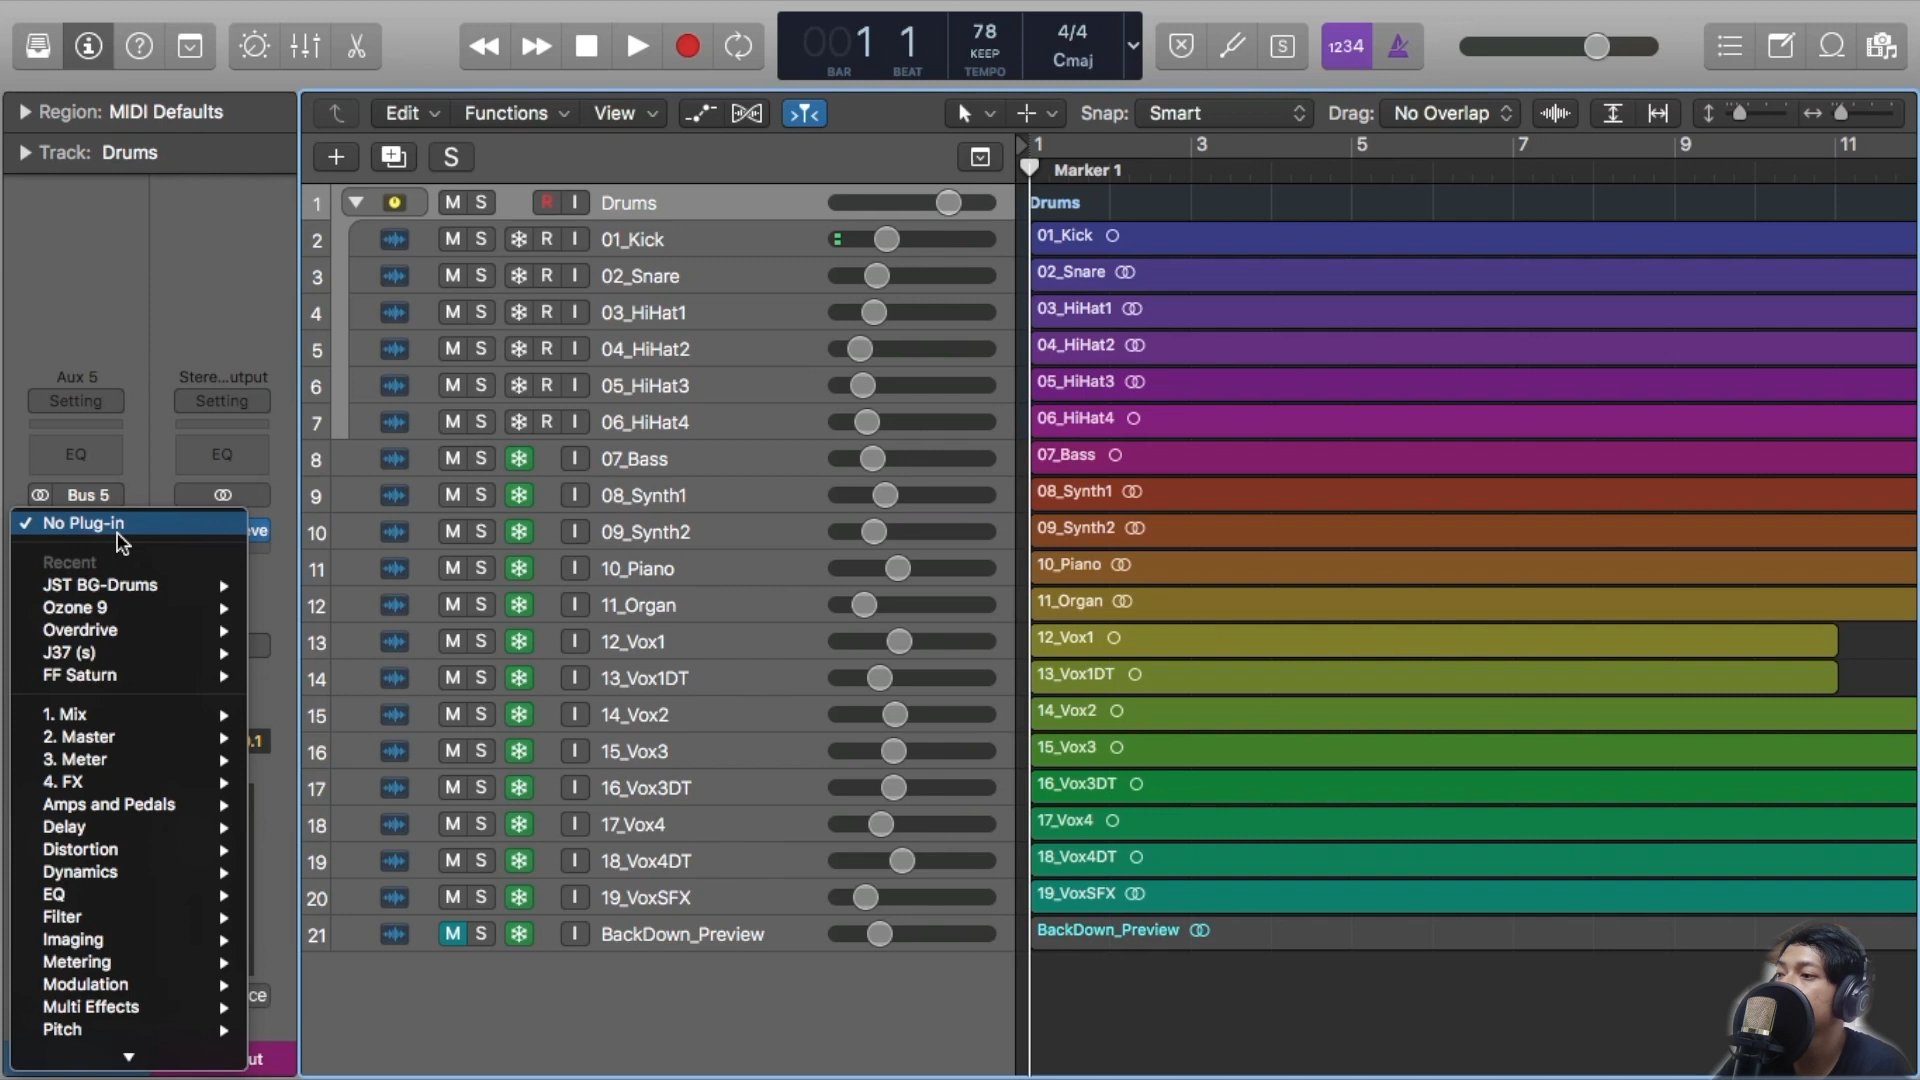 001 1
BAR BEAT
78
KEEP
TEMPO
4/4
Cmaj
S
1234
Region: MIDI Defaults
Track: Drums
Edit
Functions
View
Snap: Smart
Drag: No Overlap
S
1 3 5 7 9 11
Marker 1
1 M S R I Drums
2 M S R I 01_Kick
3 M S R I 02_Snare
4 M S R I 03_HiHat1
5 M S R I 04_HiHat2
6 M S R I 05_HiHat3
7 M S R I 06_HiHat4
8 M S I 07_Bass
9 M S I 08_Synth1
10 M S I 09_Synth2
11 M S I 10_Piano
12 M S I 11_Organ
13 M S I 12_Vox1
14 M S I 13_Vox1DT
15 M S I 14_Vox2
16 M S I 15_Vox3
17 M S I 16_Vox3DT
18 M S I 17_Vox4
19 M S I 18_Vox4DT
20 M S I 19_VoxSFX
21 M S I BackDown_Preview
Drums
01_Kick
02_Snare
03_HiHat1
04_HiHat2
05_HiHat3
06_HiHat4
07_Bass
08_Synth1
09_Synth2
10_Piano
11_Organ
12_Vox1
13_Vox1DT
14_Vox2
15_Vox3
16_Vox3DT
17_Vox4
18_Vox4DT
19_VoxSFX
BackDown_Preview
Aux 5
Setting
EQ
Bus 5
Stere...utput
Setting
EQ
No Plug-in
Recent
JST BG-Drums
Ozone 9
Overdrive
J37 (s)
FF Saturn
1. Mix
2. Master
3. Meter
4. FX
Amps and Pedals
Delay
Distortion
Dynamics
EQ
Filter
Imaging
Metering
Modulation
Multi Effects
Pitch